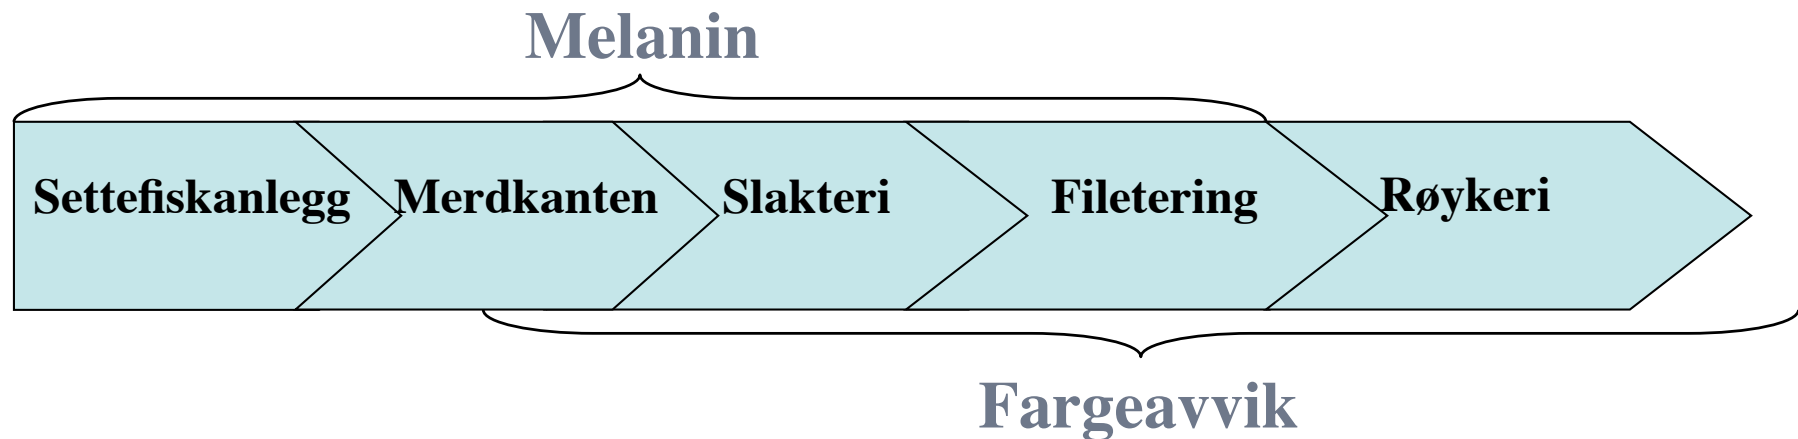 Melanin
Settefiskanlegg Merdkanten Slakteri Filetering Røykeri
Fargeavvik